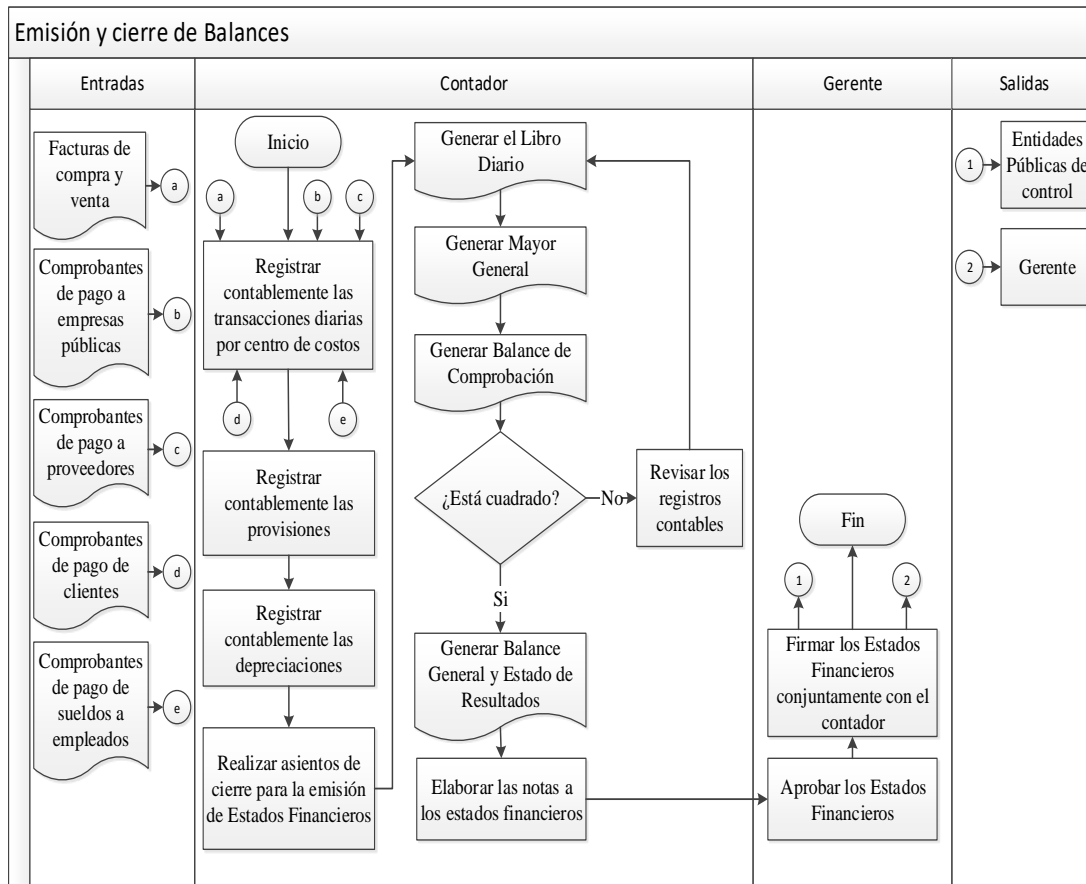 Emisión y cierre de Balances
Entradas
Contador
Gerente
Salidas
Facturas de
compra y
venta
a
Comprobantes
de pago a
empresas
públicas
b
Comprobantes
de pago a
proveedores
c
Comprobantes
de pago de
clientes
d
Comprobantes
de pago de
sueldos a
empleados
e
Inicio
a
b
c
Registrar
contablemente las
transacciones diarias
por centro de costos
d
e
Registrar
contablemente las
provisiones
Registrar
contablemente las
depreciaciones
Realizar asientos de
cierre para la emisión
de Estados Financieros
Generar el Libro
Diario
Generar Mayor
General
Generar Balance de
Comprobación
¿Está cuadrado?
No
Revisar los
registros
contables
Si
Generar Balance
General y Estado de
Resultados
Elaborar las notas a
los estados financieros
Fin
1
2
Firmar los Estados
Financieros
conjuntamente con el
contador
Aprobar los Estados
Financieros
1
Entidades
Públicas de
control
2
Gerente